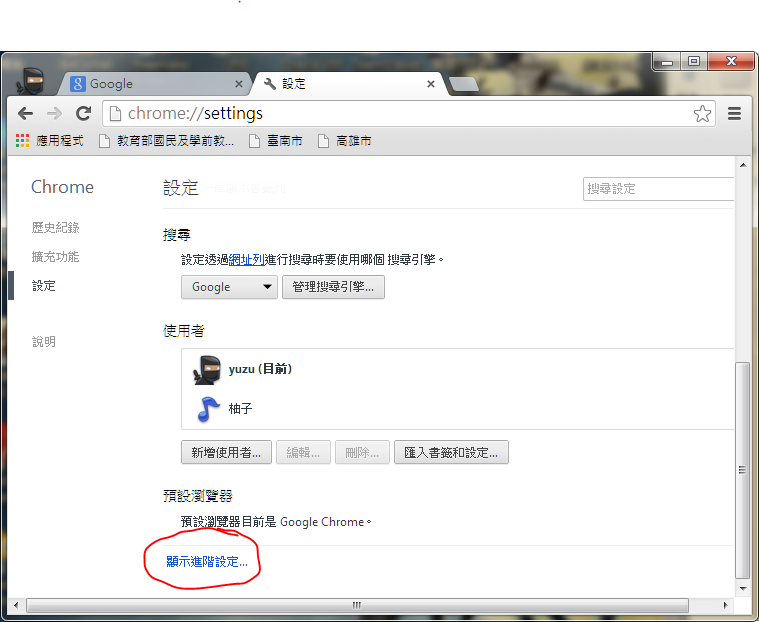 Google
設定
chrome://settings
應用程式
教育部國民及學前教...
臺南市
高雄市
Chrome
設定
搜尋設定
歷史紀錄
擴充功能
設定
說明
搜尋
設定透過網址列進行搜尋時要使用哪個 搜尋引擎。
Google
管理搜尋引擎...
使用者
yuzu (目前)
柚子
新增使用者...
編輯...
刪除...
匯入書籤和設定...
預設瀏覽器
預設瀏覽器目前是 Google Chrome。
顯示進階設定...